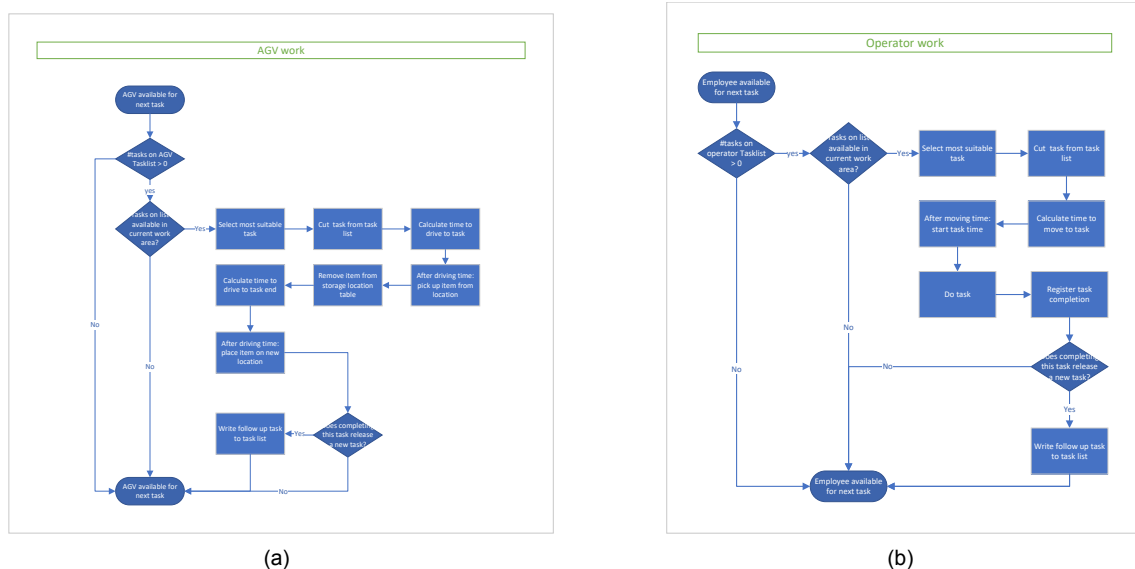 AGV work
AGV available for
next task
#tasks on AGV
Tasklist > 0
yes
Tasks on list
available in
current work
area?
Yes
Select most suitable
task
Cut task from task
list
Calculate time to
drive to task
After driving time:
pick up item from
location
Remove item from
storage location
table
Calculate time to
drive to task end
After driving time:
place item on new
location
No
No
Does completing
this task release
a new task?
Yes
Write follow up task
to task list
No
AGV available for
next task
(a)
Operator work
Employee available
for next task
#tasks on
operator Tasklist
> 0
yes
Tasks on list
available in
current work
area?
Yes
Select most suitable
task
Cut task from task
list
Calculate time to
move to task
After moving time:
start task time
Do task
Register task
completion
No
No
Does completing
this task release
a new task?
No
Yes
Write follow up task
to task list
Employee available
for next task
(b)